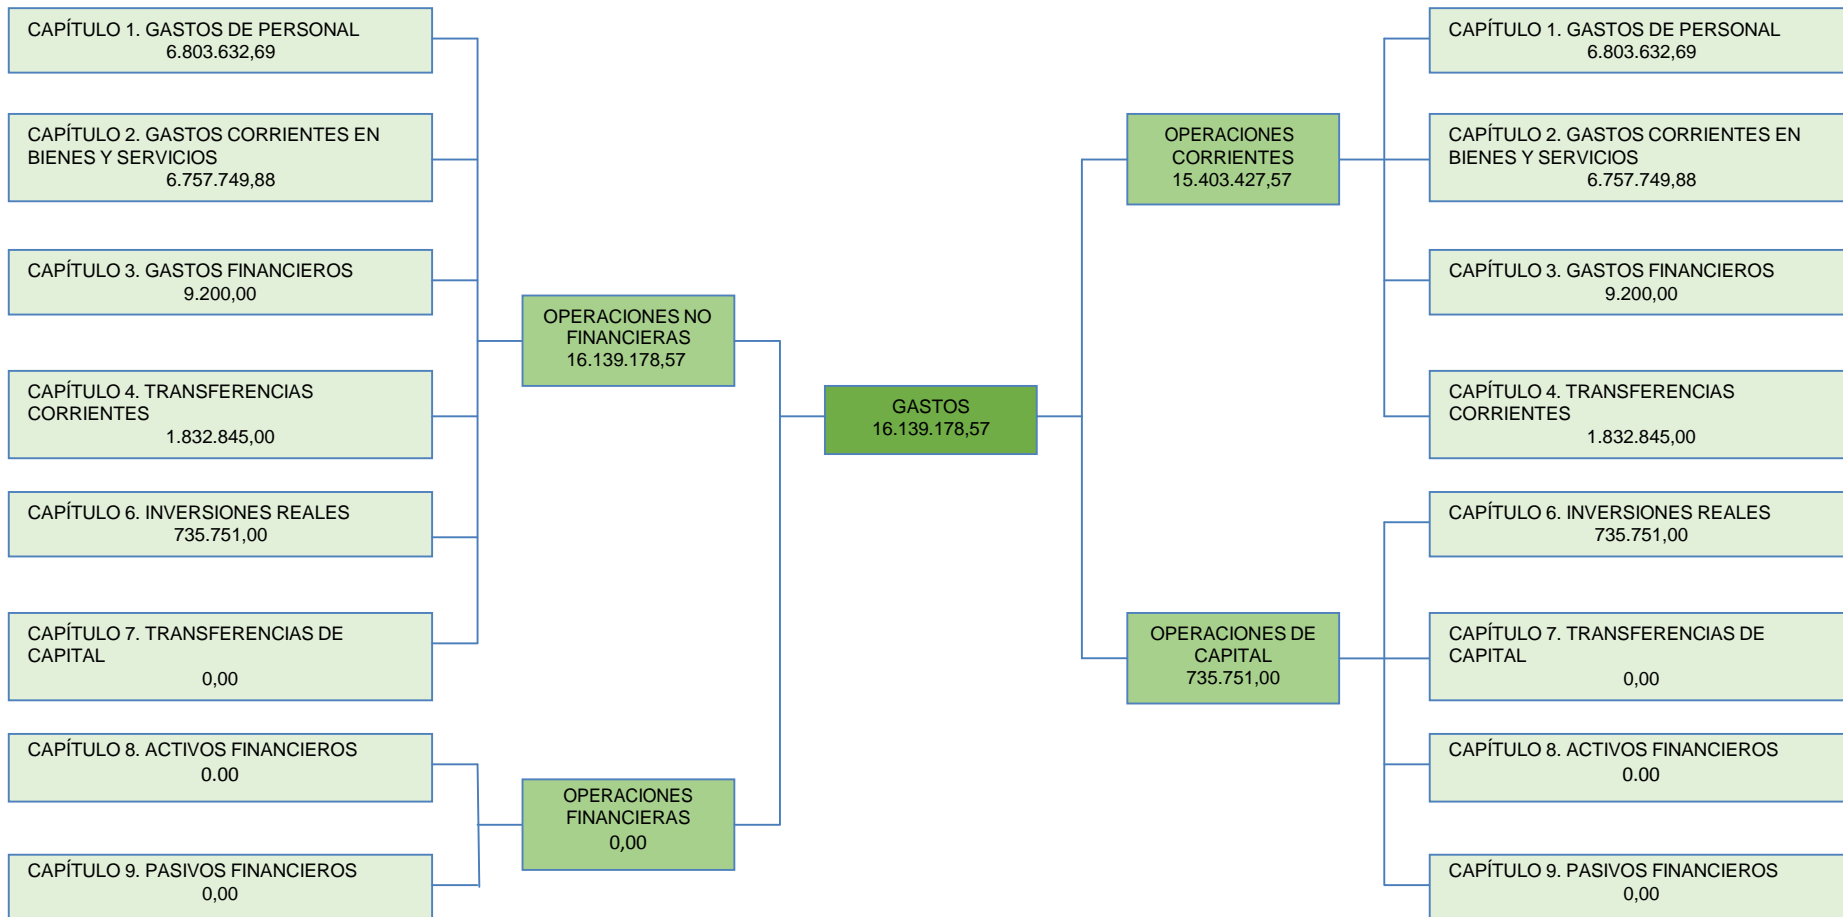 CAPÍTULO 1. GASTOS DE PERSONAL
6.803.632,69
CAPÍTULO 2. GASTOS CORRIENTES EN
BIENES Y SERVICIOS
6.757.749,88
CAPÍTULO 3. GASTOS FINANCIEROS
9.200,00
CAPÍTULO 4. TRANSFERENCIAS
CORRIENTES
1.832.845,00
CAPÍTULO 6. INVERSIONES REALES
735.751,00
CAPÍTULO 7. TRANSFERENCIAS DE
CAPITAL
0,00
CAPÍTULO 8. ACTIVOS FINANCIEROS
0.00
CAPÍTULO 9. PASIVOS FINANCIEROS
0,00
OPERACIONES NO
FINANCIERAS
16.139.178,57
OPERACIONES
FINANCIERAS
0,00
GASTOS
16.139.178,57
OPERACIONES
CORRIENTES
15.403.427,57
OPERACIONES DE
CAPITAL
735.751,00
CAPÍTULO 1. GASTOS DE PERSONAL
6.803.632,69
CAPÍTULO 2. GASTOS CORRIENTES EN
BIENES Y SERVICIOS
6.757.749,88
CAPÍTULO 3. GASTOS FINANCIEROS
9.200,00
CAPÍTULO 4. TRANSFERENCIAS
CORRIENTES
1.832.845,00
CAPÍTULO 6. INVERSIONES REALES
735.751,00
CAPÍTULO 7. TRANSFERENCIAS DE
CAPITAL
0,00
CAPÍTULO 8. ACTIVOS FINANCIEROS
0.00
CAPÍTULO 9. PASIVOS FINANCIEROS
0,00